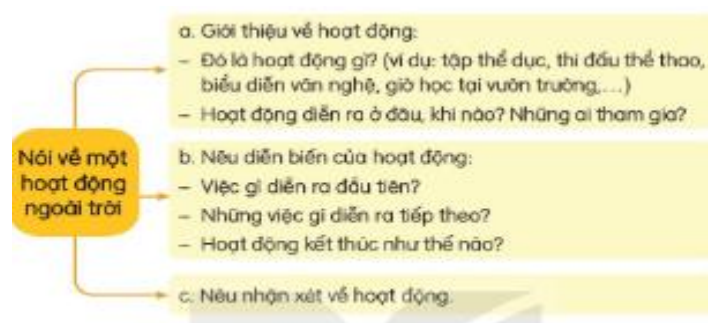 Nói về một
hoạt động
ngoài trời
a. Giới thiệu về hoạt động:
– Đó là hoạt động gì? (ví dụ: tập thể dục, thi đấu thể thao,
biểu diễn văn nghệ, giờ học tại vườn trường,...)
– Hoạt động diễn ra ở đâu, khi nào? Những ai tham gia?
b. Nêu diễn biến của hoạt động:
– Việc gì diễn ra đầu tiên?
– Những việc gì diễn ra tiếp theo?
– Hoạt động kết thúc như thế nào?
c. Nêu nhận xét về hoạt động.